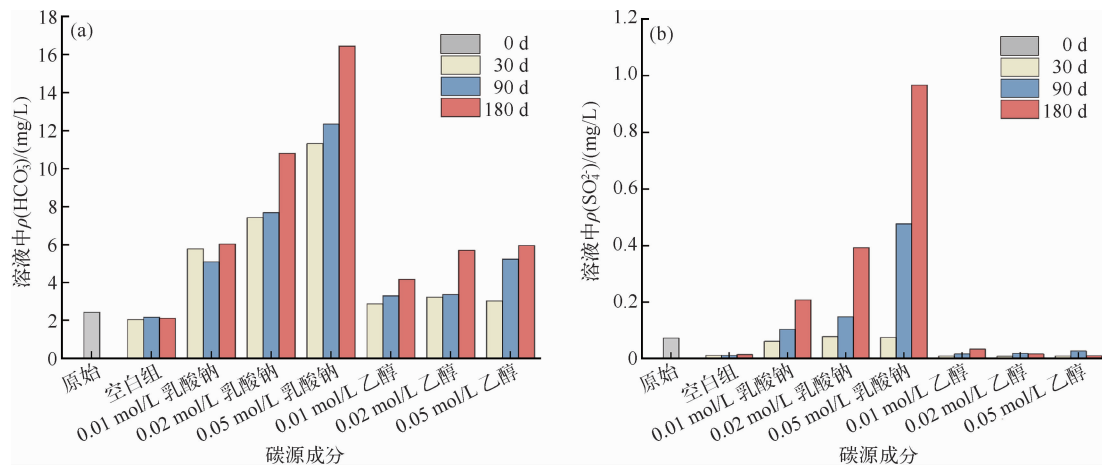 (a)
溶液中ρ(HCO₃⁻)/(mg/L)
18
16
14
12
10
8
6
4
2
0
0 d
30 d
90 d
180 d
原始
空白组
0.01 mol/L 乳酸钠
0.02 mol/L 乳酸钠
0.05 mol/L 乳酸钠
0.01 mol/L 乙醇
0.02 mol/L 乙醇
0.05 mol/L 乙醇
碳源成分
(b)
溶液中ρ(SO₄²⁻)/(mg/L)
1.2
1.0
0.8
0.6
0.4
0.2
0
0 d
30 d
90 d
180 d
原始
空白组
0.01 mol/L 乳酸钠
0.02 mol/L 乳酸钠
0.05 mol/L 乳酸钠
0.01 mol/L 乙醇
0.02 mol/L 乙醇
0.05 mol/L 乙醇
碳源成分